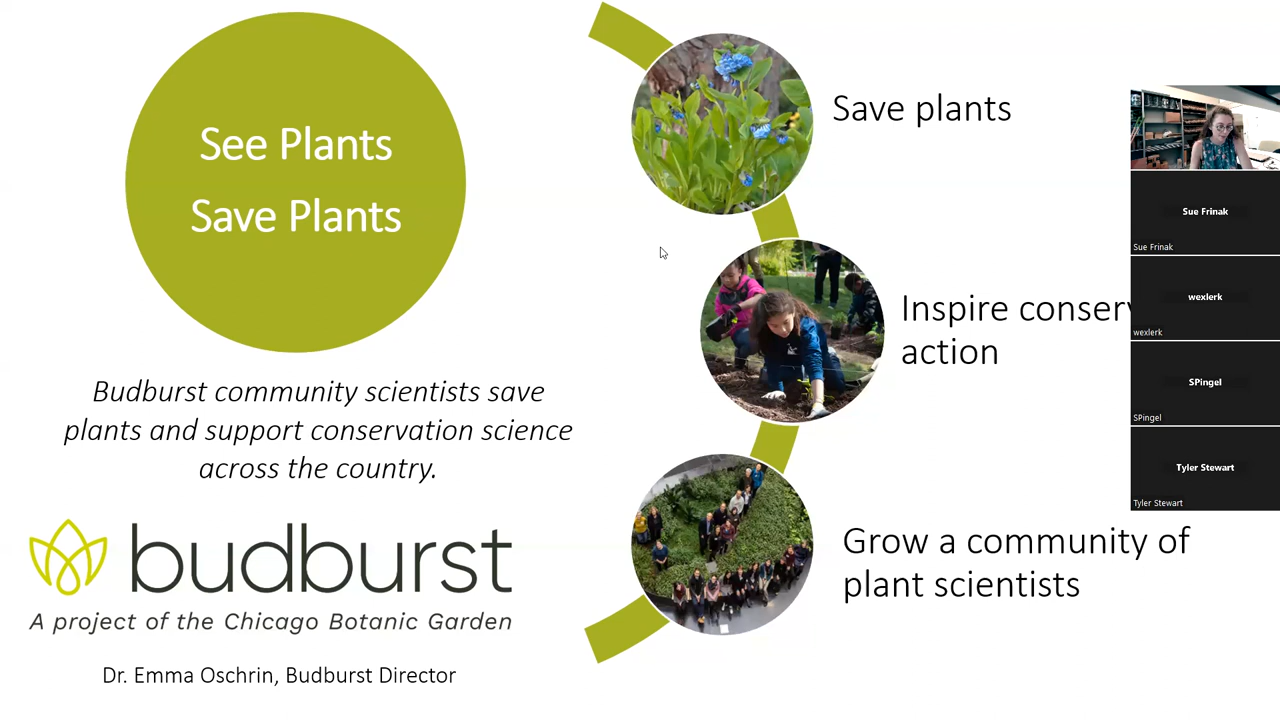 See Plants
Save Plants
Budburst community scientists save
plants and support conservation science
across the country.
budburst
A project of the Chicago Botanic Garden
Dr. Emma Oschrin, Budburst Director
Save plants
Inspire conserv
action
Grow a community of
plant scientists
Sue Frinak
Sue Frinak
wexlerk
wexlerk
SPingel
SPingel
Tyler Stewart
Tyler Stewart